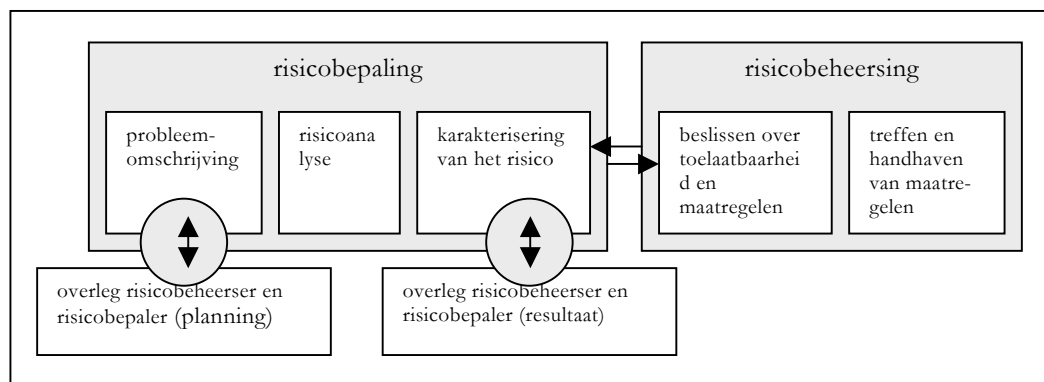 risicobepaling
probleem-
omschrijving
risicoana
lyse
karakterisering
van het risico
risicobeheersing
beslissen over
toelaatbaarhei
d en
maatregelen
treffen en
handhaven
van maatre-
gelen
overleg risicobeheerser en
risicobepaler (planning)
overleg risicobeheerser en
risicobepaler (resultaat)